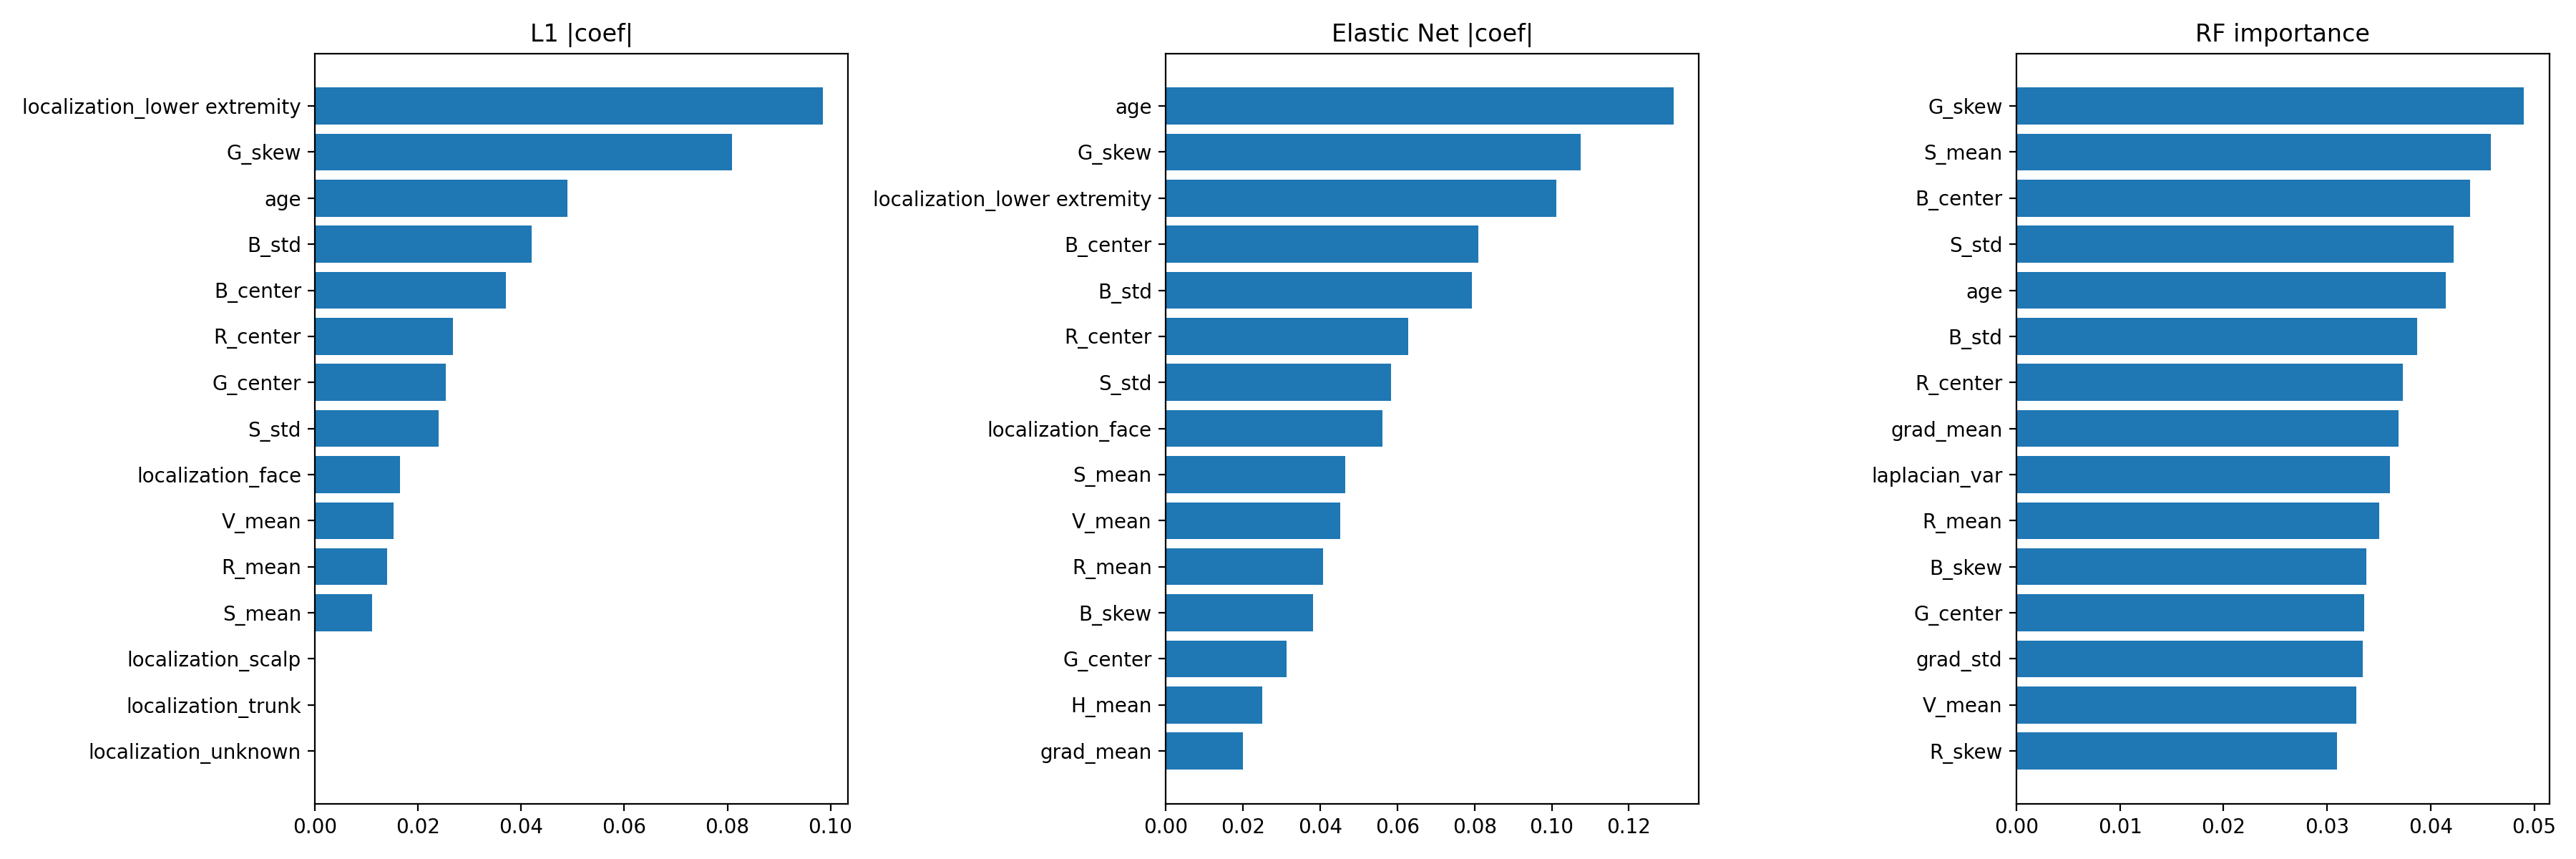 L1 |coef|
localization_lower extremity
G_skew
age
B_std
B_center
R_center
G_center
S_std
localization_face
V_mean
R_mean
S_mean
localization_scalp
localization_trunk
localization_unknown
0.00 0.02 0.04 0.06 0.08 0.10
Elastic Net |coef|
age
G_skew
localization_lower extremity
B_center
B_std
R_center
S_std
localization_face
S_mean
V_mean
R_mean
B_skew
G_center
H_mean
grad_mean
0.00 0.02 0.04 0.06 0.08 0.10 0.12
RF importance
G_skew
S_mean
B_center
S_std
age
B_std
R_center
grad_mean
laplacian_var
R_mean
B_skew
G_center
grad_std
V_mean
R_skew
0.00 0.01 0.02 0.03 0.04 0.05